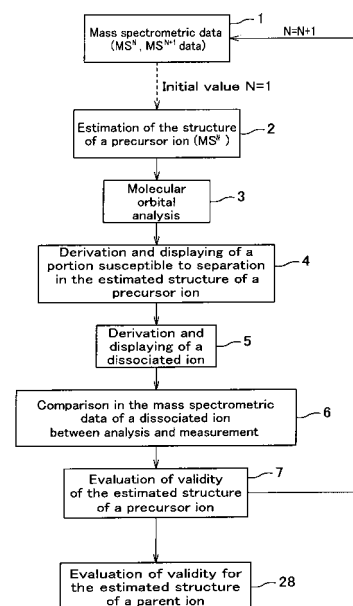 1
Mass spectrometric data
(MSᴺ, MSᴺ⁺¹ data)
N=N+1
Initial value N=1
2
Estimation of the structure
of a precursor ion (MSᴺ)
Molecular
orbital
analysis
3
Derivation and displaying of a
portion susceptible to separation
in the estimated structure of a
precursor ion
4
Derivation and
displaying of a
dissociated ion
5
Comparison in the mass spectrometric
data of a dissociated ion
between analysis and measurement
6
Evaluation of validity
of the estimated structure
of a precursor ion
7
Evaluation of validity for
the estimated structure
of a parent ion
28